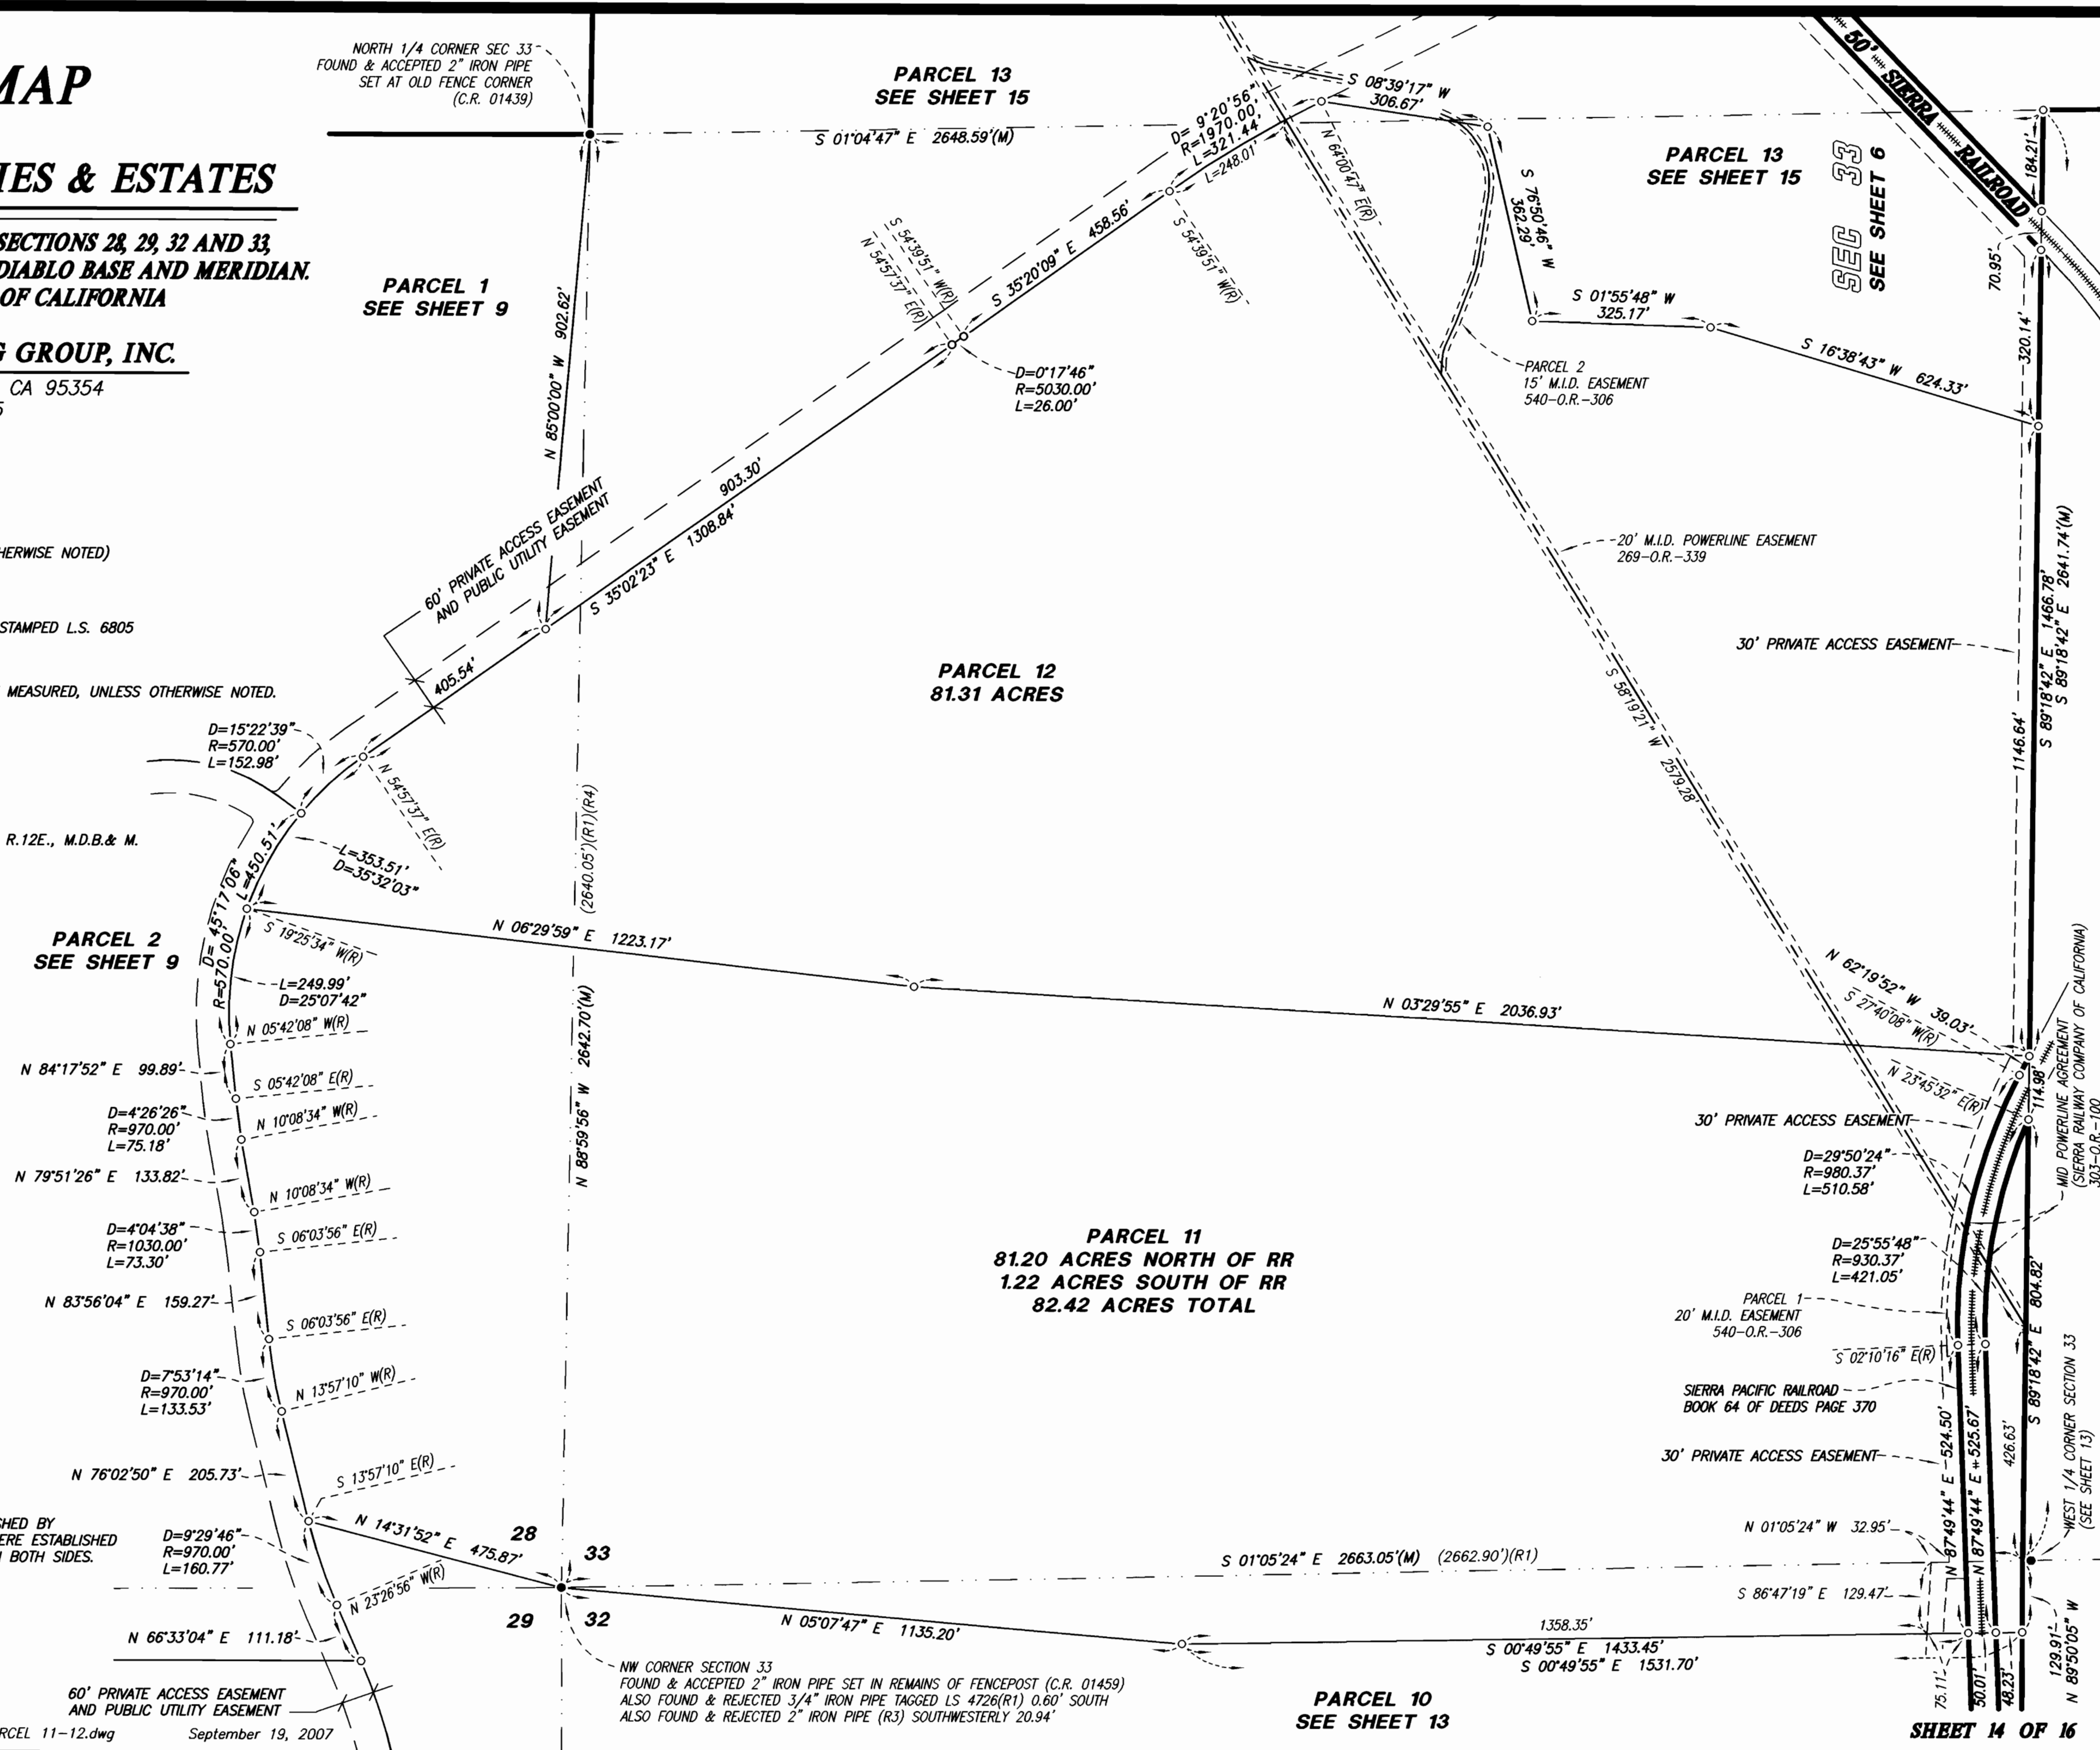 MAP
IES & ESTATES
SECTIONS 28, 29, 32 AND 33,
DIABLO BASE AND MERIDIAN.
OF CALIFORNIA
G GROUP, INC.
CA 95354
HERWISE NOTED)
STAMPED L.S. 6805
MEASURED, UNLESS OTHERWISE NOTED.
R.12E., M.D.B.& M.
NORTH 1/4 CORNER SEC 33
FOUND & ACCEPTED 2" IRON PIPE
SET AT OLD FENCE CORNER
(C.R. 01439)
PARCEL 13
SEE SHEET 15
S 01°04'47" E 2648.59'(M)
D= 9°20'56"
R=1970.00'
L=321.44'
L=248.01'
S 08°39'17" W
306.67'
N 64°00'47" E(R)
50' SIERRA RAILROAD
PARCEL 13
SEE SHEET 15
SEC 33
SEE SHEET 6
184.21'
70.95'
320.14'
PARCEL 1
SEE SHEET 9
N 85°00'00" W 902.62'
S 54°39'51" W(R)
N 54°57'37" E(R)
S 35°20'09" E 458.56'
S 54°39'51" W(R)
S 76°50'46" W
362.29'
S 01°55'48" W
325.17'
S 16°38'43" W 624.33'
D=0°17'46"
R=5030.00'
L=26.00'
PARCEL 2
15' M.I.D. EASEMENT
540-O.R.-306
60' PRIVATE ACCESS EASEMENT
AND PUBLIC UTILITY EASEMENT
903.30'
S 35°02'23" E 1308.84'
405.54'
20' M.I.D. POWERLINE EASEMENT
269-O.R.-339
30' PRIVATE ACCESS EASEMENT
S 89°18'42" E 1466.78'
S 89°18'42" E 2641.74'(M)
1146.64'
PARCEL 12
81.31 ACRES
S 58°19'21" W 2579.28'
D=15°22'39"
R=570.00'
L=152.98'
N 54°57'37" E(R)
L=353.51'
D=35°32'03"
(2640.05')(R1)(R4)
D= 45°17'06"
R=570.00'
L=450.51'
PARCEL 2
SEE SHEET 9
S 19°25'34" W(R)
N 06°29'59" E 1223.17'
N 03°29'55" E 2036.93'
N 62°19'52" W 39.03'
S 27°40'08" W(R)
N 23°45'32" E(R)
114.98'
MID POWERLINE AGREEMENT
(SIERRA RAILWAY COMPANY OF CALIFORNIA)
303-O.R.-100
L=249.99'
D=25°07'42"
N 05°42'08" W(R)
N 84°17'52" E 99.89'
S 05°42'08" E(R)
D=4°26'26"
R=970.00'
L=75.18'
N 10°08'34" W(R)
N 79°51'26" E 133.82'
N 10°08'34" W(R)
D=4°04'38"
R=1030.00'
L=73.30'
S 06°03'56" E(R)
N 83°56'04" E 159.27'
S 06°03'56" E(R)
D=7°53'14"
R=970.00'
L=133.53'
N 13°57'10" W(R)
N 76°02'50" E 205.73'
S 13°57'10" E(R)
N 88°59'56" W 2642.70'(M)
30' PRIVATE ACCESS EASEMENT
D=29°50'24"
R=980.37'
L=510.58'
D=25°55'48"
R=930.37'
L=421.05'
PARCEL 11
81.20 ACRES NORTH OF RR
1.22 ACRES SOUTH OF RR
82.42 ACRES TOTAL
PARCEL 1
20' M.I.D. EASEMENT
540-O.R.-306
S 02°10'16" E(R)
SIERRA PACIFIC RAILROAD
BOOK 64 OF DEEDS PAGE 370
30' PRIVATE ACCESS EASEMENT
N 87°49'44" E 524.50'
N 87°49'44" E 525.67'
426.63'
S 89°18'42" E 804.82'
WEST 1/4 CORNER SECTION 33
(SEE SHEET 13)
SHED BY
ERE ESTABLISHED
BOTH SIDES.
D=9°29'46"
R=970.00'
L=160.77'
N 14°31'52" E 475.87'
28
33
29
32
N 23°26'56" W(R)
N 66°33'04" E 111.18'
S 01°05'24" E 2663.05'(M) (2662.90')(R1)
N 01°05'24" W 32.95'
S 86°47'19" E 129.47'
N 05°07'47" E 1135.20'
1358.35'
S 00°49'55" E 1433.45'
S 00°49'55" E 1531.70'
75.11'
50.01'
48.23'
129.91'
N 89°50'05" W
NW CORNER SECTION 33
FOUND & ACCEPTED 2" IRON PIPE SET IN REMAINS OF FENCEPOST (C.R. 01459)
ALSO FOUND & REJECTED 3/4" IRON PIPE TAGGED LS 4726(R1) 0.60' SOUTH
ALSO FOUND & REJECTED 2" IRON PIPE (R3) SOUTHWESTERLY 20.94'
60' PRIVATE ACCESS EASEMENT
AND PUBLIC UTILITY EASEMENT
RCEL 11-12.dwg September 19, 2007
PARCEL 10
SEE SHEET 13
SHEET 14 OF 16